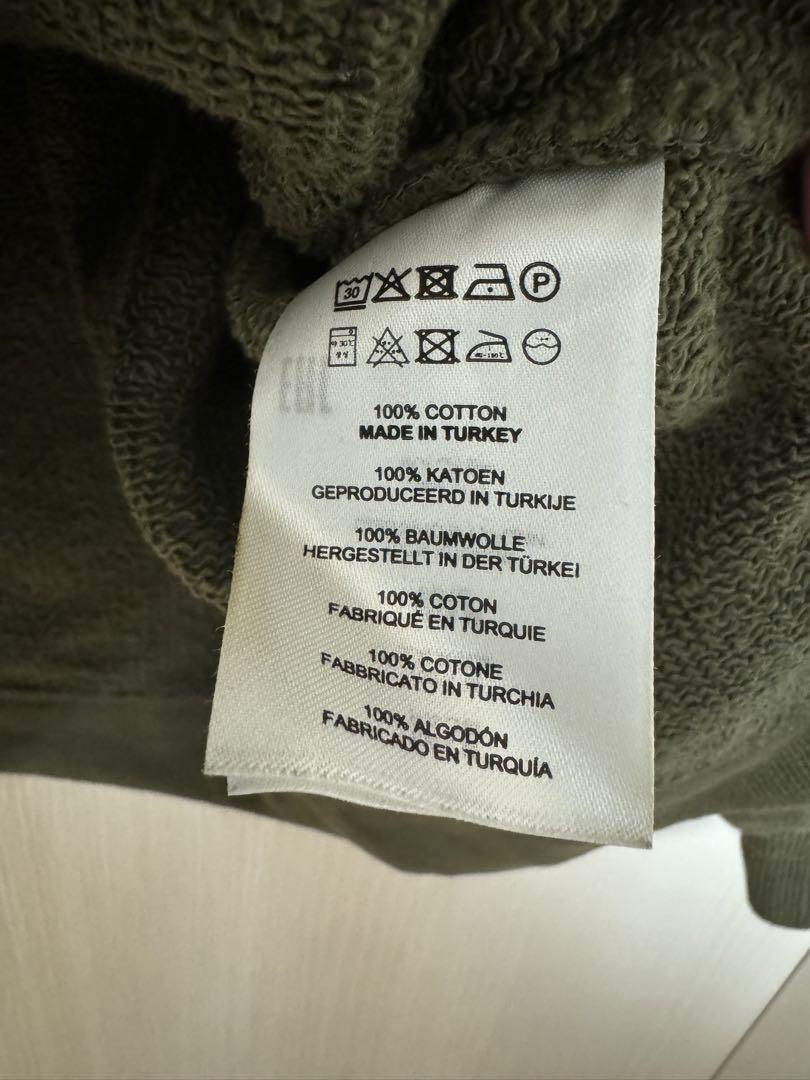 30 P
100% COTTON
MADE IN TURKEY
100% KATOEN
GEPRODUCEERD IN TURKIJE
100% BAUMWOLLE
HERGESTELLT IN DER TÜRKEI
100% COTON
FABRIQUÉ EN TURQUIE
100% COTONE
FABBRICATO IN TURCHIA
100% ALGODÓN
FABRICADO EN TURQUÍA